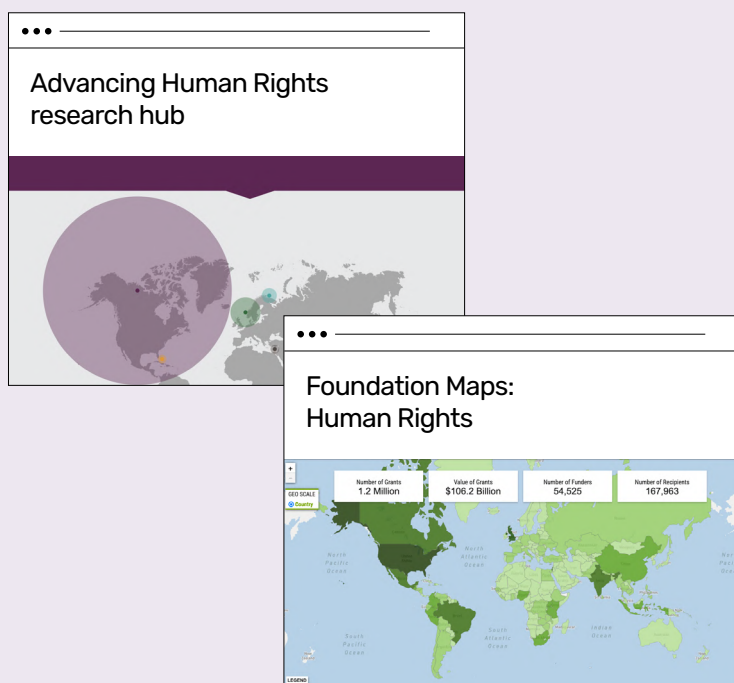 Advancing Human Rights
research hub
Foundation Maps:
Human Rights
+
-
Number of Grants
1.2 Million
Value of Grants
$106.2 Billion
Number of Funders
54,525
Number of Recipients
167,963
GEO SCALE
Country
North
Pacific
Ocean
North
Atlantic
Ocean
South
Pacific
Ocean
South
Atlantic
Ocean
Indian
Ocean
LEGEND